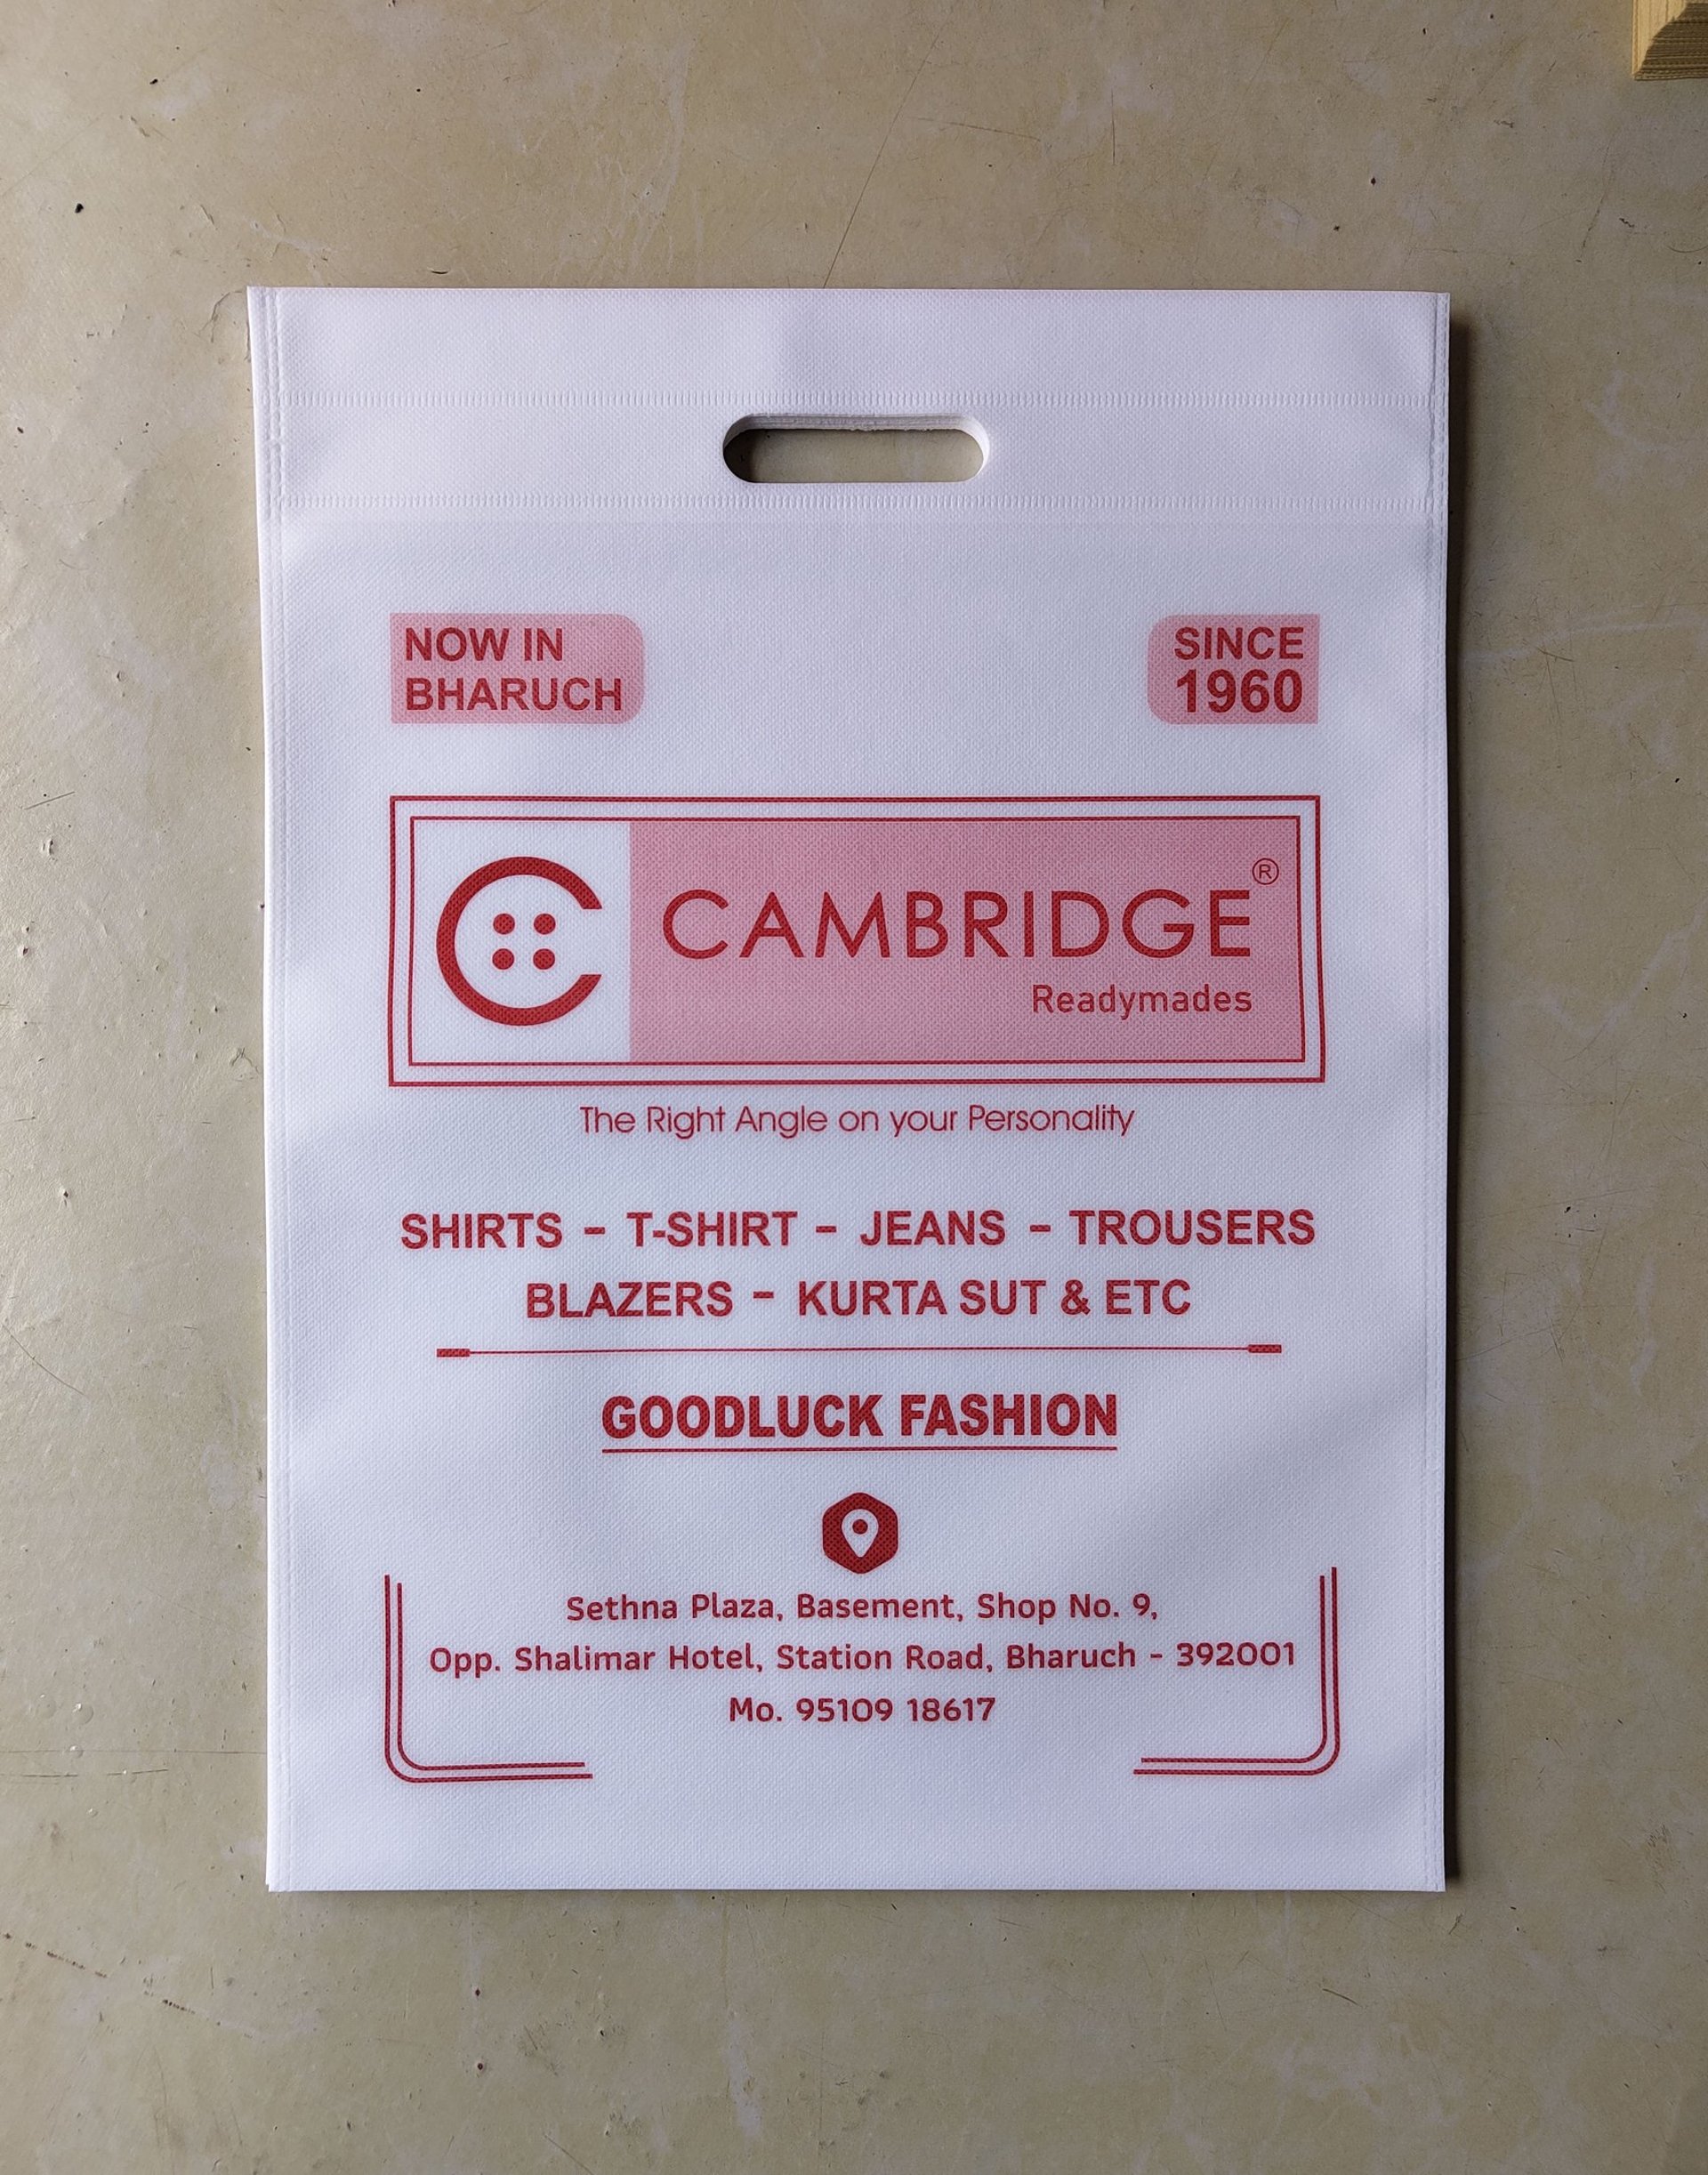 NOW IN
BHARUCH
SINCE
1960
CAMBRIDGE®
Readymades
The Right Angle on your Personality
SHIRTS - T-SHIRT - JEANS - TROUSERS
BLAZERS - KURTA SUT & ETC
GOODLUCK FASHION
Sethna Plaza, Basement, Shop No. 9,
Opp. Shalimar Hotel, Station Road, Bharuch - 392001
Mo. 95109 18617